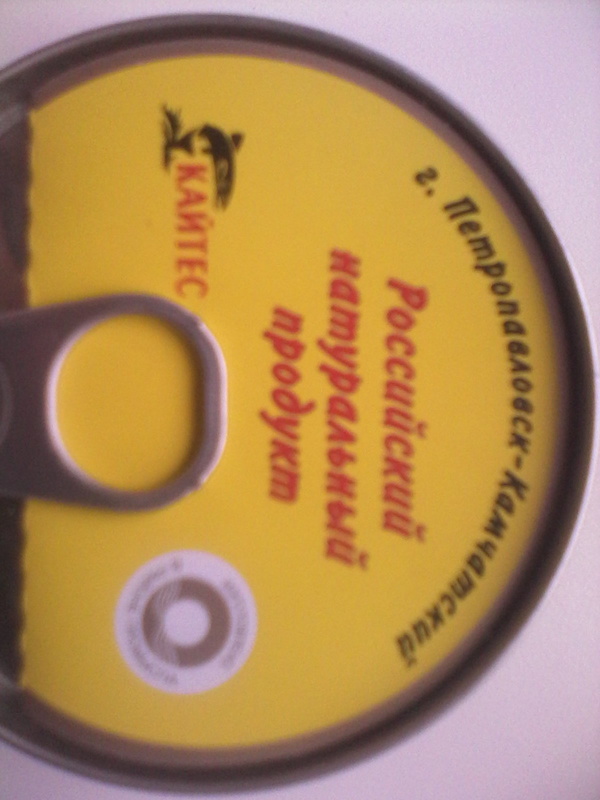 г. Петропавловск-Камчатский
Российский
натуральный
продукт
КАЙТЕС